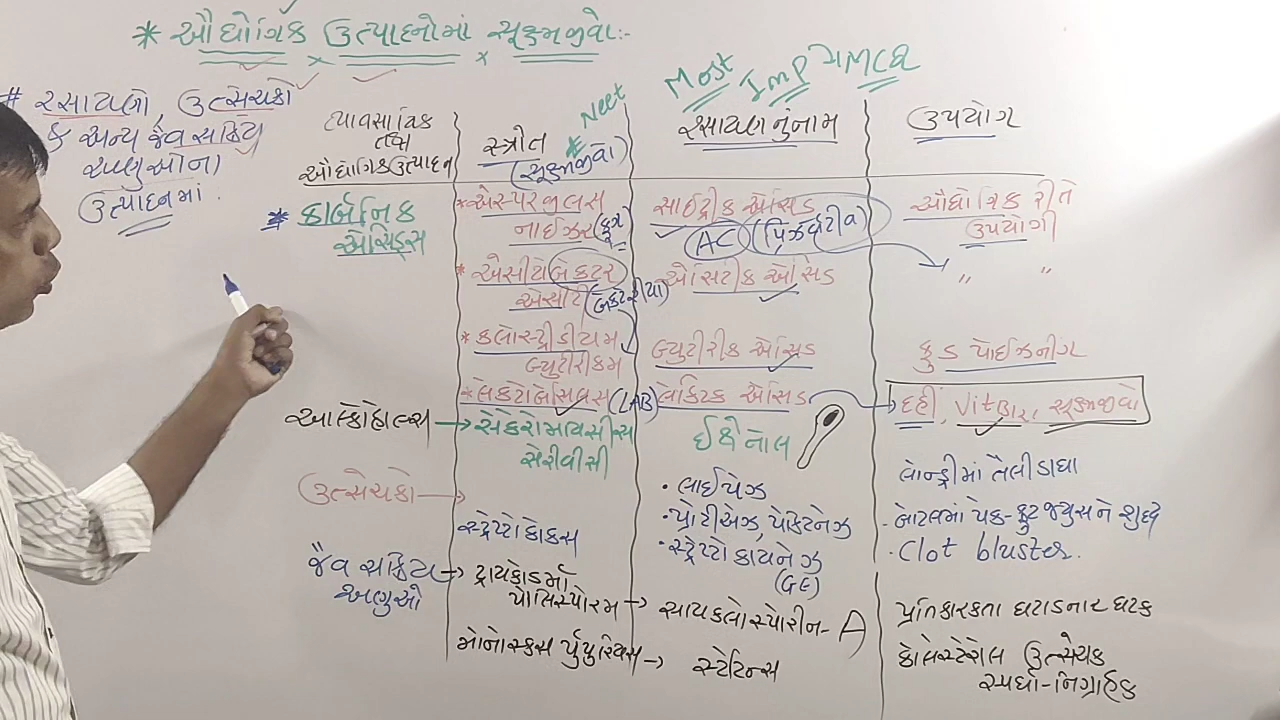 * ઔદ્યોગિક ઉત્પાદનોમાં સૂક્ષ્મજીવો:-
Most Imp MCQ
# રસાયણો, ઉત્સેચકો
& અન્ય જૈવ સક્રિય
અણુઓના
ઉત્પાદનમાં.
વ્યાવસાયિક
તથા
ઔદ્યોગિક ઉત્પાદન
સ્ત્રોત * Neet
(સૂક્ષ્મજીવો)
રસાયણનું નામ
ઉપયોગ
* કાર્બનિક
એસિડ્સ
* એસ્પરજીલસ
નાઈઝર (ફૂગ)
સાઈટ્રીક એસિડ
(AC) (પ્રિઝર્વેટીવ)
ઔદ્યોગિક રીતે
ઉપયોગી
* એસીટોબેક્ટર
એસીટી (બેક્ટેરીયા)
એસિટીક એસિડ
" "
* કલોસ્ટ્રીડીયમ
બ્યુટીરીકમ
બ્યુટીરીક એસિડ
ફુડ પોઈઝનીંગ
* લેક્ટોબેસિલસ (LAB)
લેક્ટિક એસિડ
દહીં, Vit B12, સૂક્ષ્મજીવો
આલ્કોહોલ્સ → સેકેરોમાયસીસ
સેરીવીસી
ઈથેનોલ
ઉત્સેચકો →
સ્ટ્રેપ્ટોકોકસ
• લાઈપેઝ
• પ્રોટીએઝ, પેક્ટિનેઝ
• સ્ટ્રેપ્ટોકાયનેઝ
(GE)
લોન્ડ્રીમાં તૈલી ડાઘા
- બોટલમાં પેક-ફ્રુટ જ્યુસને શુદ્ધ
• Clot bluster.
જૈવ સક્રિય → ટ્રાયકોડર્મા
અણુઓ
પોલિસ્પોરમ → સાયકલોસ્પોરીન- A
પ્રતિકારકતા ઘટાડનાર ઘટક
મોનોસ્કસ પુર્પુરિયસ → સ્ટેટિન્સ
કોલેસ્ટેરોલ ઉત્સેચક
સ્પર્ધા-નિગ્રાહક